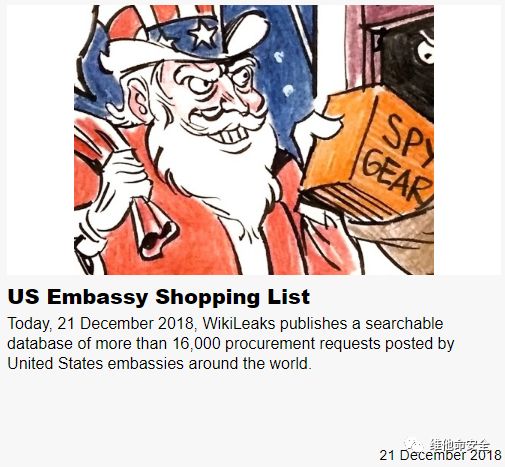 SPY
GEAR
US Embassy Shopping List
Today, 21 December 2018, WikiLeaks publishes a searchable
database of more than 16,000 procurement requests posted by
United States embassies around the world.
维他命安全
21 December 2018